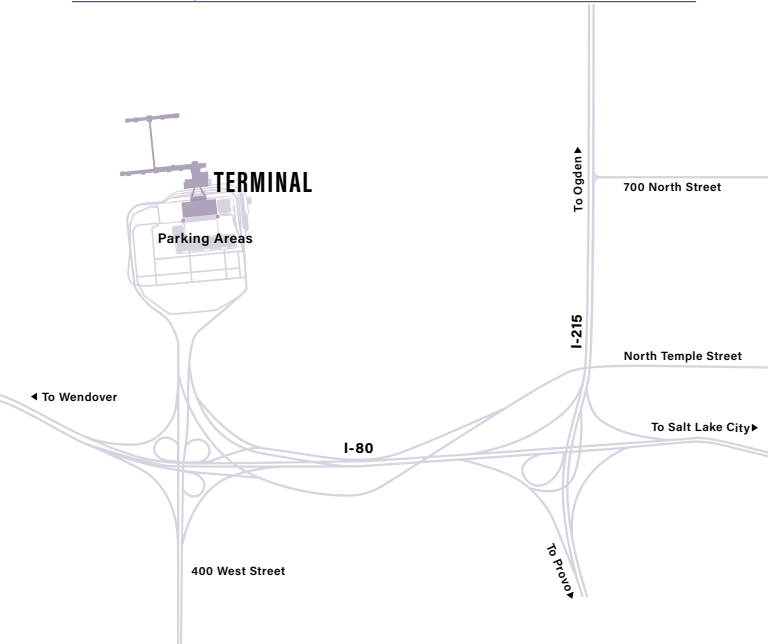 To Ogden
TERMINAL
700 North Street
Parking Areas
I-215
North Temple Street
To Wendover
To Salt Lake City
I-80
To Provo
400 West Street